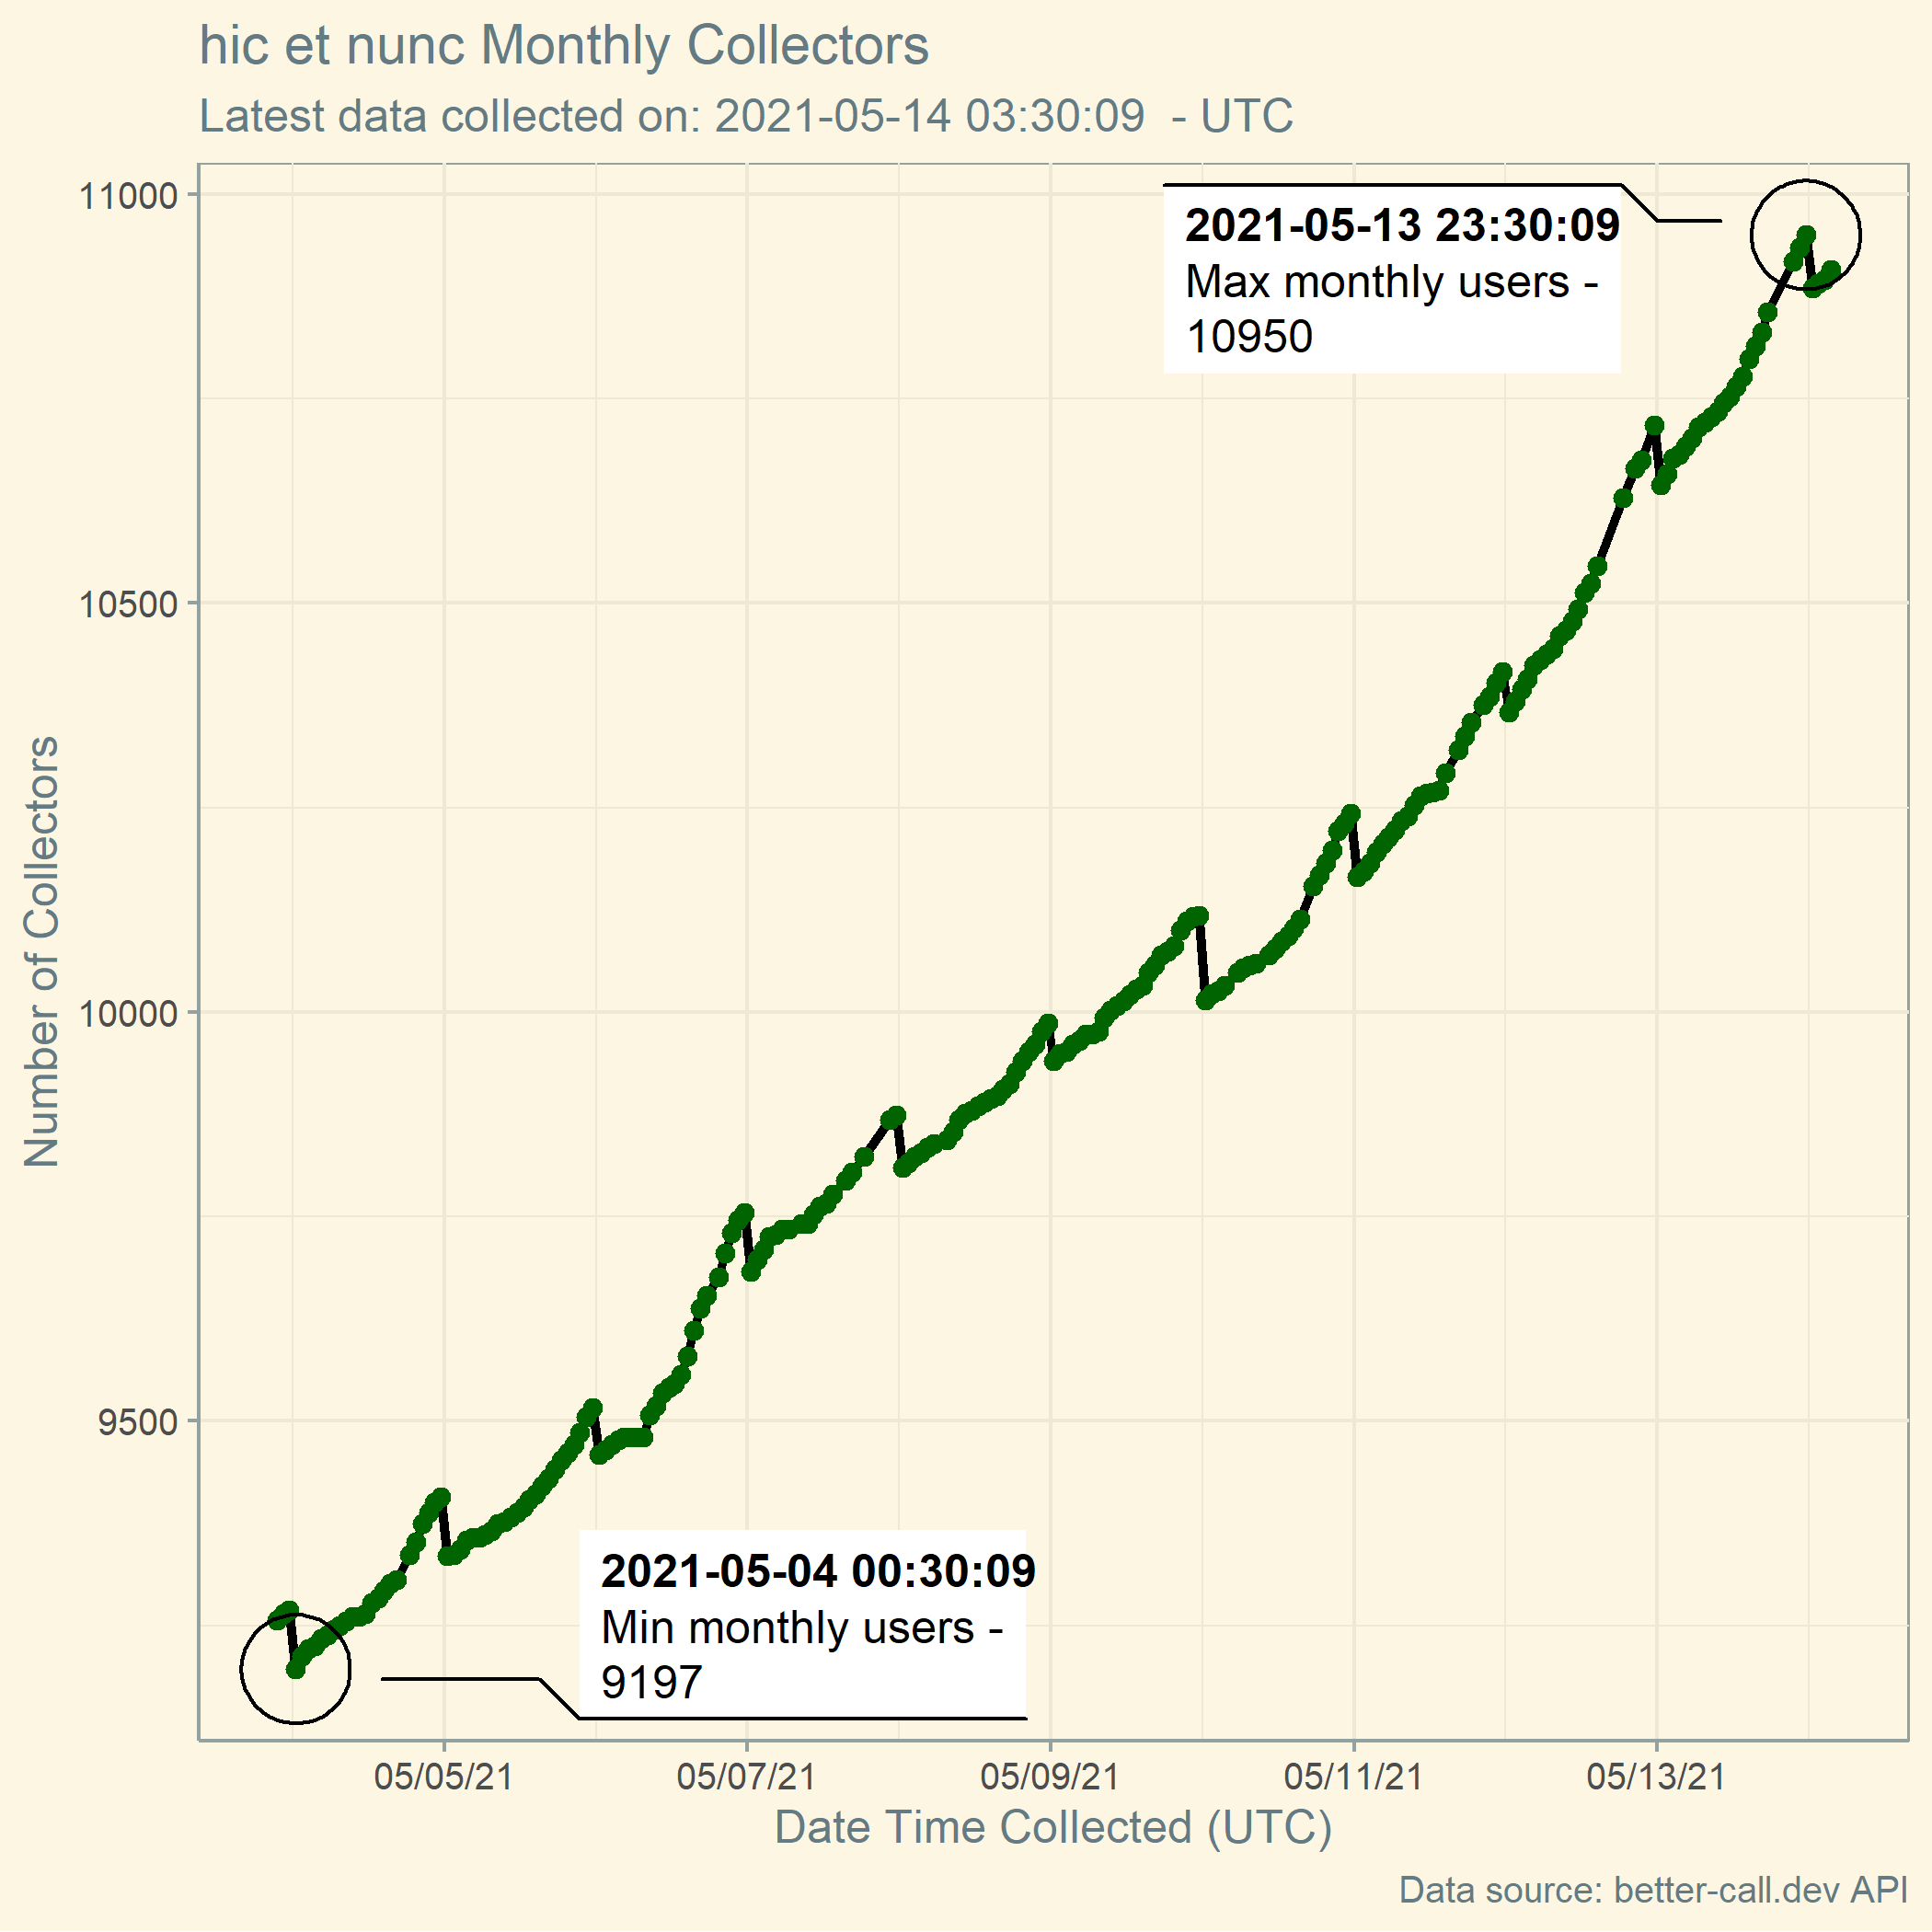 hic et nunc Monthly Collectors
Latest data collected on: 2021-05-14 03:30:09  - UTC
11000
10500
10000
9500
Number of Collectors
2021-05-13 23:30:09
Max monthly users -
10950
2021-05-04 00:30:09
Min monthly users -
9197
05/05/21
05/07/21
05/09/21
05/11/21
05/13/21
Date Time Collected (UTC)
Data source: better-call.dev API